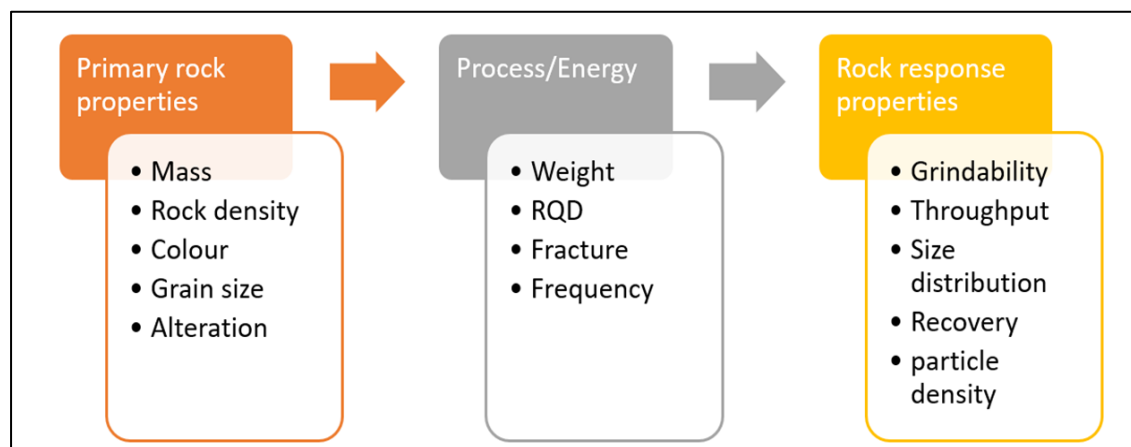 Primary rock
properties
• Mass
• Rock density
• Colour
• Grain size
• Alteration
Process/Energy
• Weight
• RQD
• Fracture
• Frequency
Rock response
properties
• Grindability
• Throughput
• Size
distribution
• Recovery
• particle
density